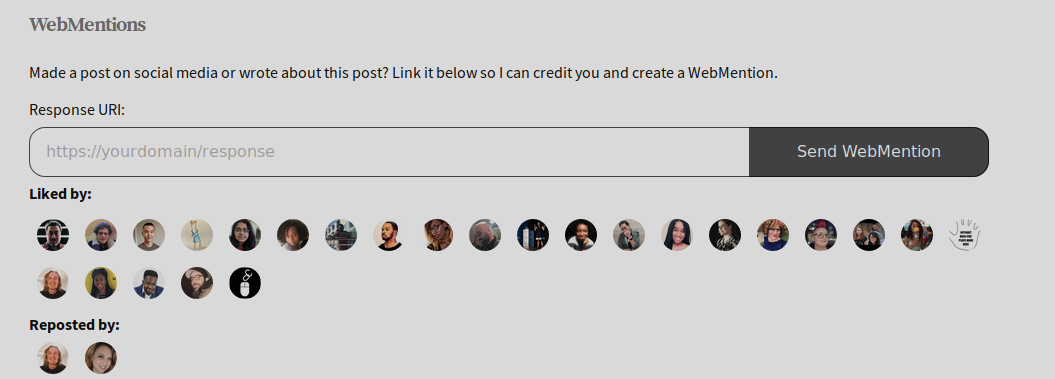 WebMentions
Made a post on social media or wrote about this post? Link it below so I can credit you and create a WebMention.
Response URI:
https://yourdomain/response
Send WebMention
Liked by:
Reposted by: